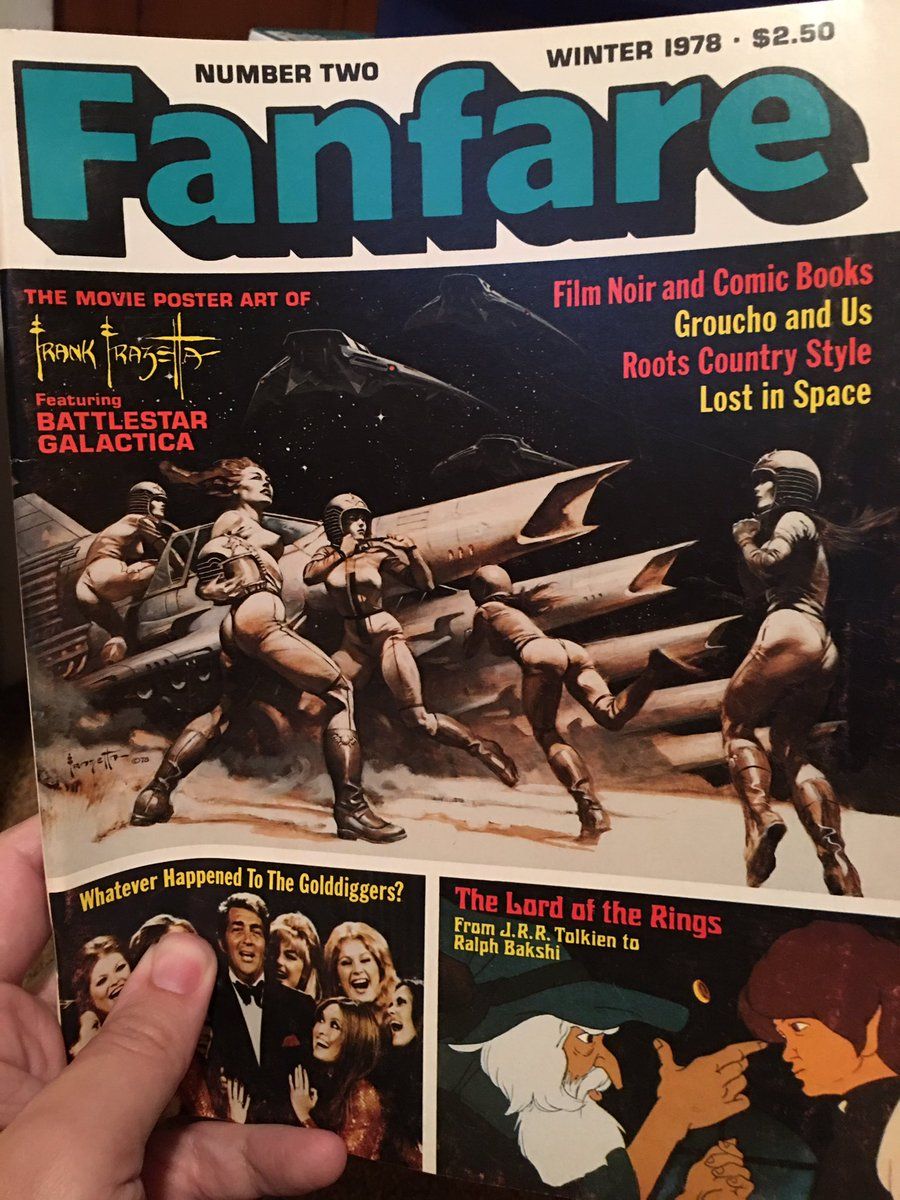 NUMBER TWO
WINTER 1978 · $2.50
Fanfare
THE MOVIE POSTER ART OF
FRANK FRAZETTA
Featuring
BATTLESTAR
GALACTICA
Film Noir and Comic Books
Groucho and Us
Roots Country Style
Lost in Space
Frazetta ©78
Whatever Happened To The Golddiggers?
The Lord of the Rings
From J.R.R. Tolkien to
Ralph Bakshi